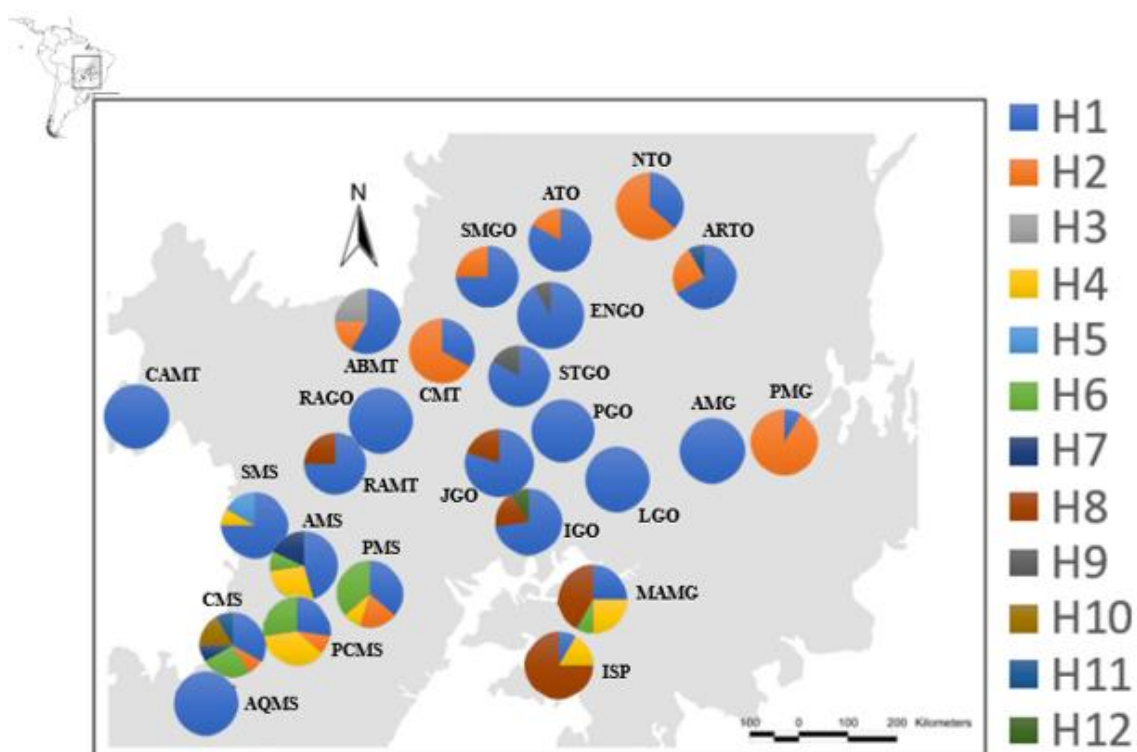 N
NTO
ATO
SMGO
ARTO
ENGO
ABMT
CMT
STGO
CAMT
RAGO
PGO
AMG
PMG
RAMT
JGO
LGO
SMS
IGO
AMS
PMS
MAMG
CMS
PCMS
ISP
AQMS
100 0 100 200 Kilometers
H1
H2
H3
H4
H5
H6
H7
H8
H9
H10
H11
H12